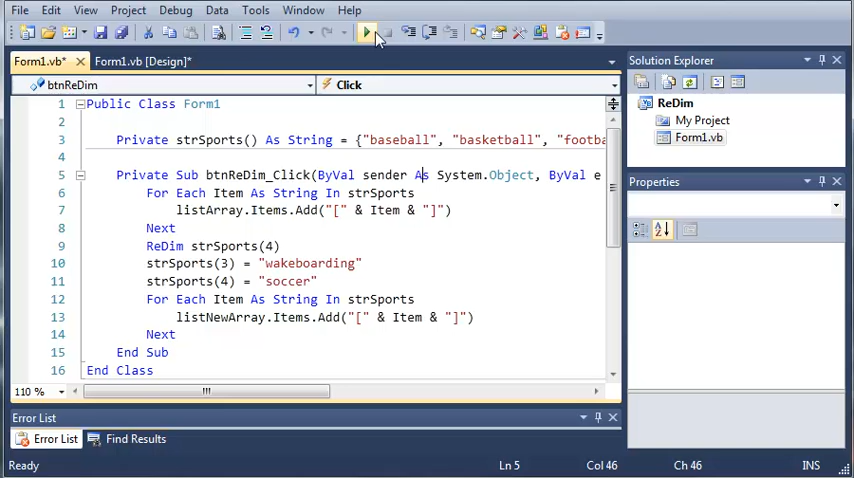 File Edit View Project Debug Data Tools Window Help
Form1.vb* Form1.vb [Design]*
btnReDim Click
1 Public Class Form1
2
3 Private strSports() As String = {"baseball", "basketball", "footba
4
5 Private Sub btnReDim_Click(ByVal sender As System.Object, ByVal e
6 For Each Item As String In strSports
7 listArray.Items.Add("[" & Item & "]")
8 Next
9 ReDim strSports(4)
10 strSports(3) = "wakeboarding"
11 strSports(4) = "soccer"
12 For Each Item As String In strSports
13 listNewArray.Items.Add("[" & Item & "]")
14 Next
15 End Sub
16 End Class
110 %
Solution Explorer
ReDim
My Project
Form1.vb
Properties
Error List
Error List Find Results
Ready Ln 5 Col 46 Ch 46 INS